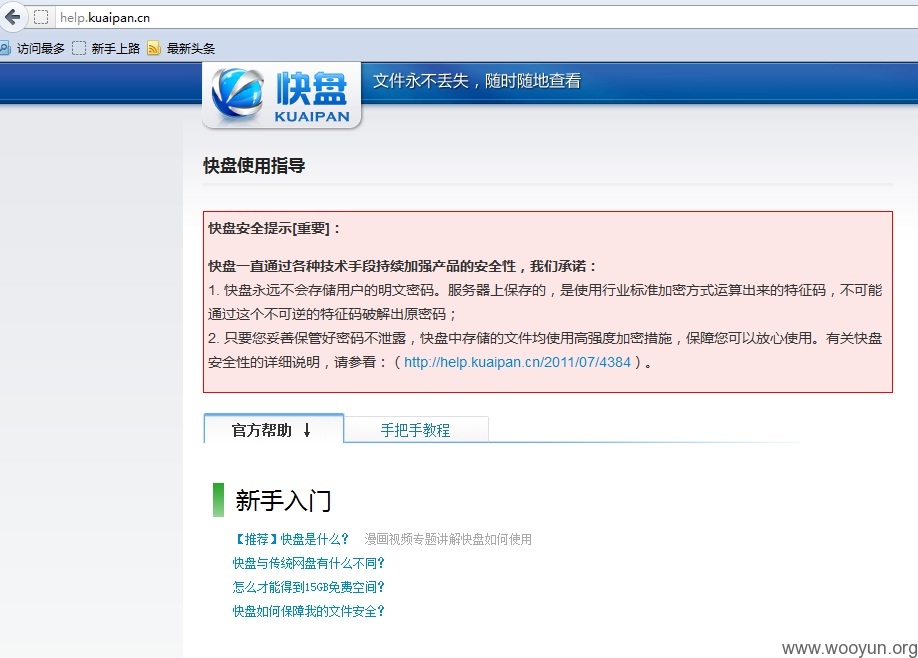 help.kuaipan.cn
访问最多 新手上路 最新头条
快盘 文件永不丢失，随时随地查看
KUAIPAN
快盘使用指导
快盘安全提示[重要]：
快盘一直通过各种技术手段持续加强产品的安全性，我们承诺：
1. 快盘永远不会存储用户的明文密码。服务器上保存的，是使用行业标准加密方式运算出来的特征码，不可能
通过这个不可逆的特征码破解出原密码；
2. 只要您妥善保管好密码不泄露，快盘中存储的文件均使用高强度加密措施，保障您可以放心使用。有关快盘
安全性的详细说明，请参看：（http://help.kuaipan.cn/2011/07/4384）。
官方帮助 ↓ 手把手教程
新手入门
【推荐】快盘是什么？ 漫画视频专题讲解快盘如何使用
快盘与传统网盘有什么不同？
怎么才能得到15GB免费空间？
快盘如何保障我的文件安全？
www.wooyun.org